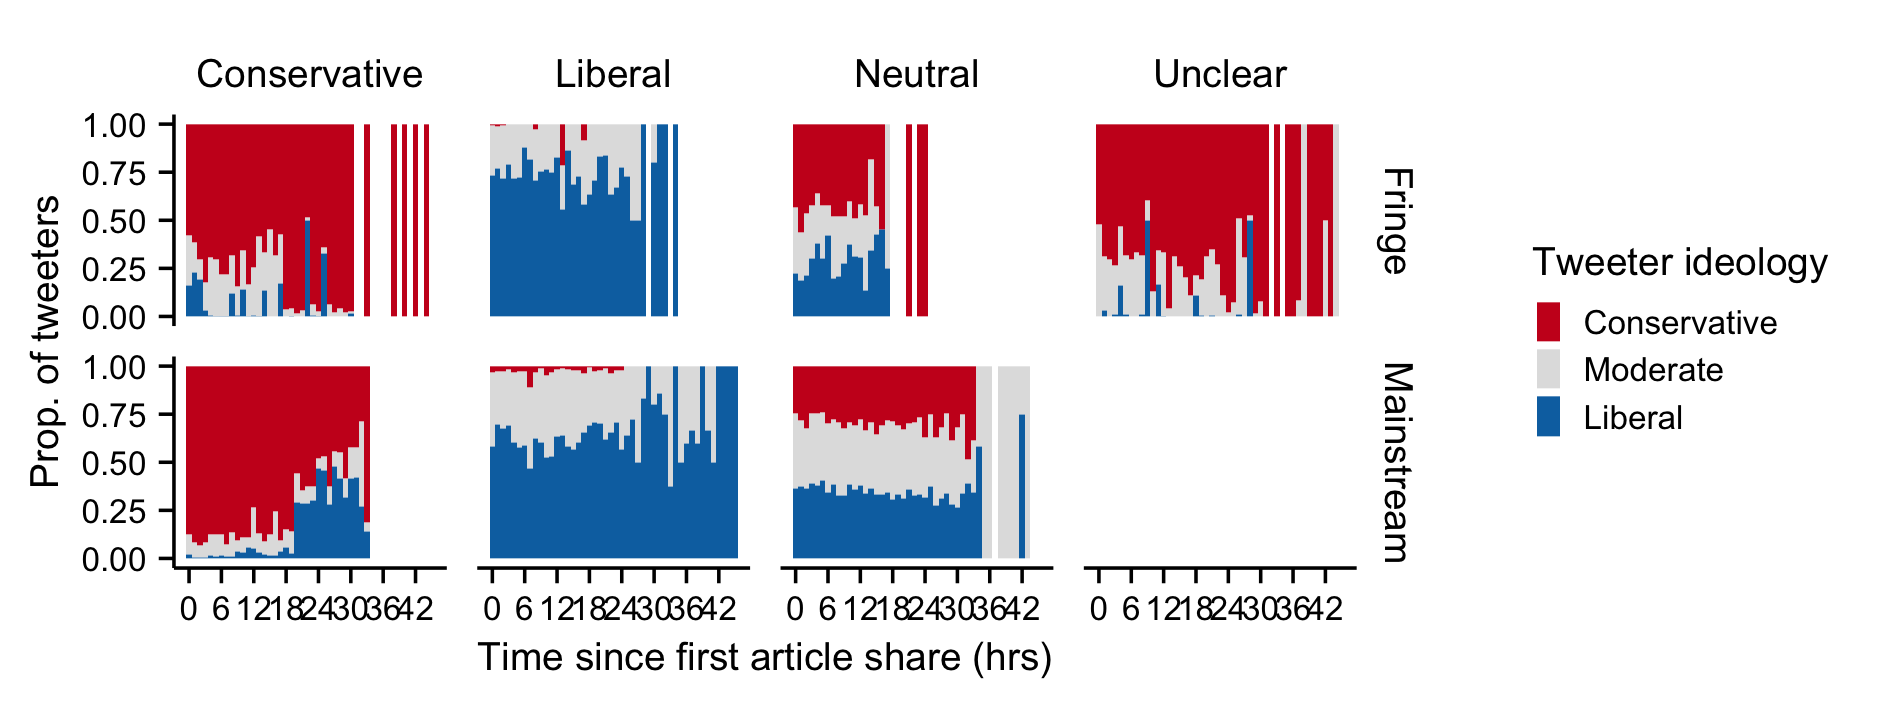 Conservative Liberal Neutral Unclear
1.00
0.75
0.50
0.25
0.00
Fringe
1.00
0.75
0.50
0.25
0.00
Mainstream
Prop. of tweeters
0 6 12 18 24 30 36 42 0 6 12 18 24 30 36 42 0 6 12 18 24 30 36 42 0 6 12 18 24 30 36 42
Time since first article share (hrs)
Tweeter ideology
Conservative
Moderate
Liberal